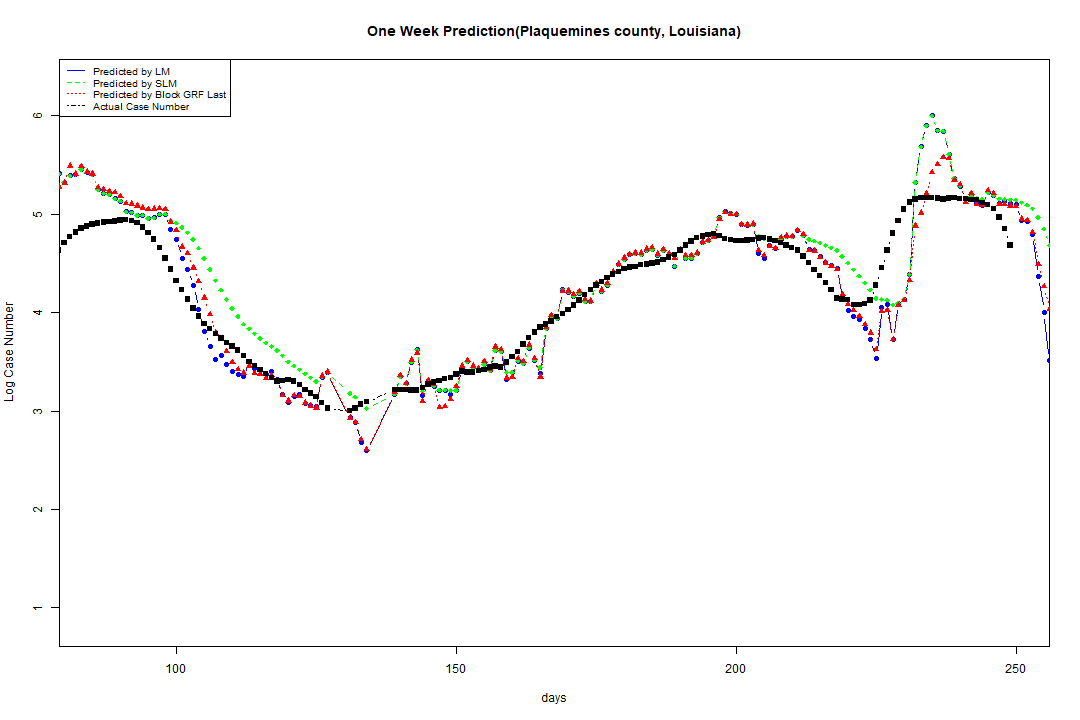 One Week Prediction(Plaquemines county, Louisiana)
Predicted by LM
Predicted by SLM
Predicted by Block GRF Last
Actual Case Number
Log Case Number
6
5
4
3
2
1
100 150 200 250
days